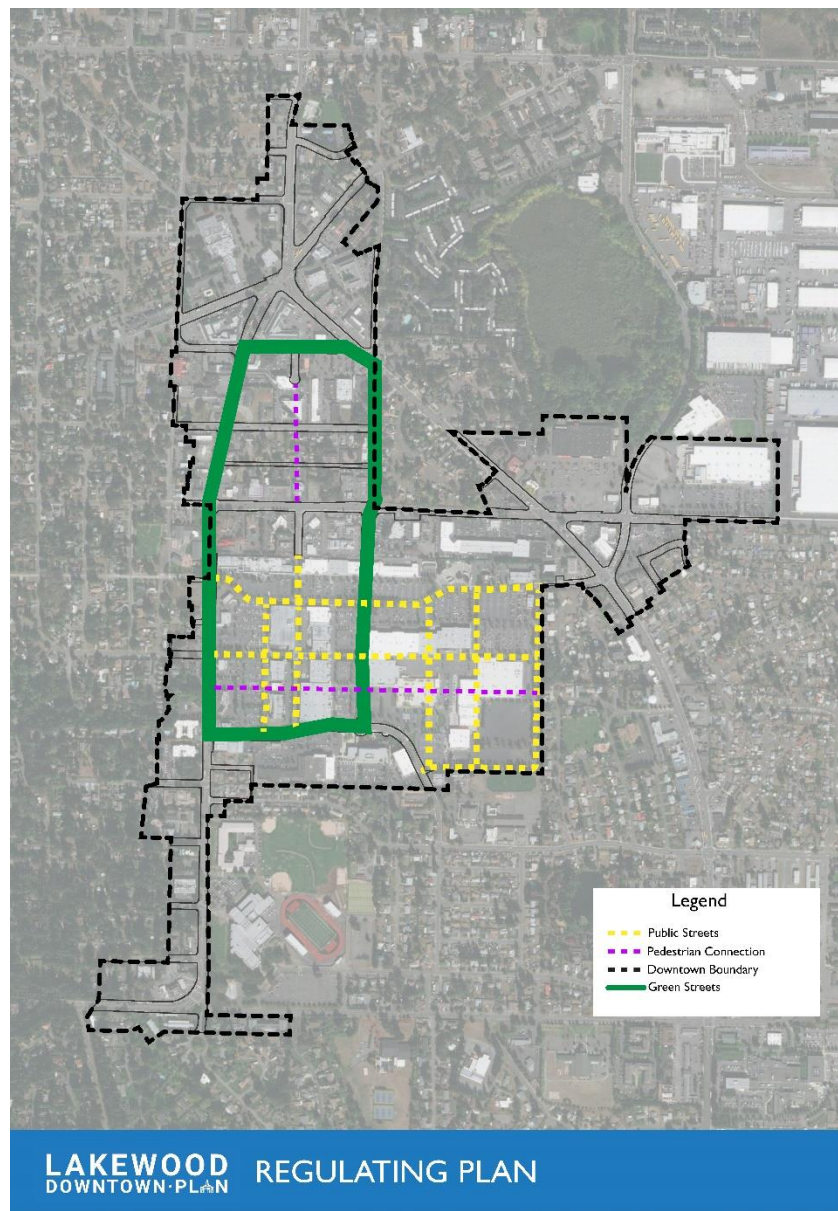 Legend
Public Streets
Pedestrian Connection
Downtown Boundary
Green Streets
LAKEWOOD
DOWNTOWN·PLAN
REGULATING PLAN